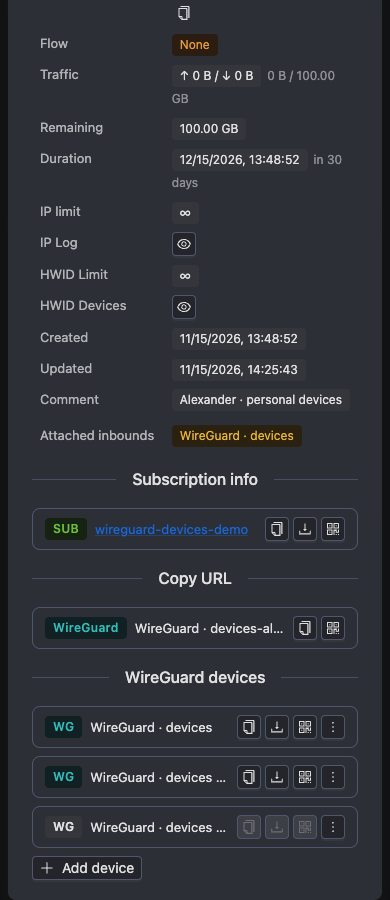 Flow None
Traffic ↑ 0 B / ↓ 0 B 0 B / 100.00
GB
Remaining 100.00 GB
Duration 12/15/2026, 13:48:52 in 30
days
IP limit ∞
IP Log
HWID Limit ∞
HWID Devices
Created 11/15/2026, 13:48:52
Updated 11/15/2026, 14:25:43
Comment Alexander · personal devices
Attached inbounds WireGuard · devices
Subscription info
SUB wireguard-devices-demo
Copy URL
WireGuard WireGuard · devices-al...
WireGuard devices
WG WireGuard · devices
WG WireGuard · devices ...
WG WireGuard · devices ...
+ Add device